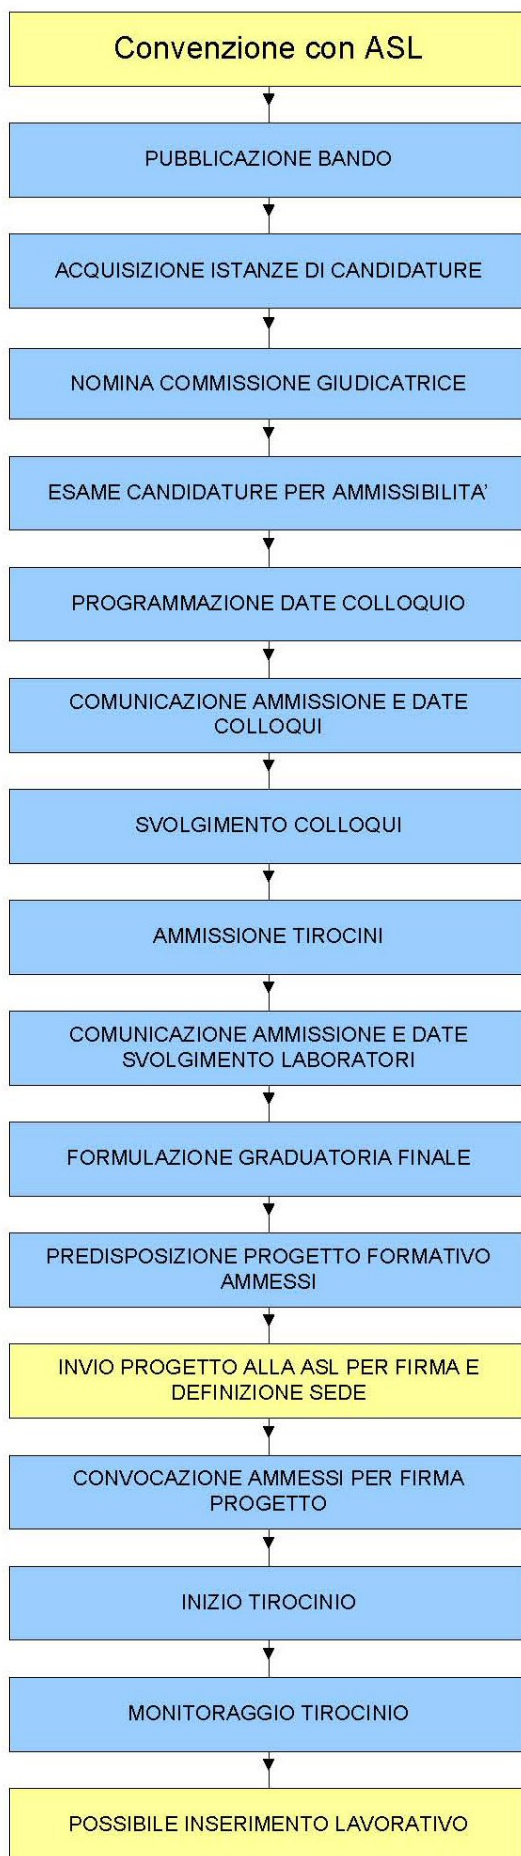 Convenzione con ASL
PUBBLICAZIONE BANDO
ACQUISIZIONE ISTANZE DI CANDIDATURE
NOMINA COMMISSIONE GIUDICATRICE
ESAME CANDIDATURE PER AMMISSIBILITA'
PROGRAMMAZIONE DATE COLLOQUIO
COMUNICAZIONE AMMISSIONE E DATE
COLLOQUI
SVOLGIMENTO COLLOQUI
AMMISSIONE TIROCINI
COMUNICAZIONE AMMISSIONE E DATE
SVOLGIMENTO LABORATORI
FORMULAZIONE GRADUATORIA FINALE
PREDISPOSIZIONE PROGETTO FORMATIVO
AMMESSI
INVIO PROGETTO ALLA ASL PER FIRMA E
DEFINIZIONE SEDE
CONVOCAZIONE AMMESSI PER FIRMA
PROGETTO
INIZIO TIROCINIO
MONITORAGGIO TIROCINIO
POSSIBILE INSERIMENTO LAVORATIVO